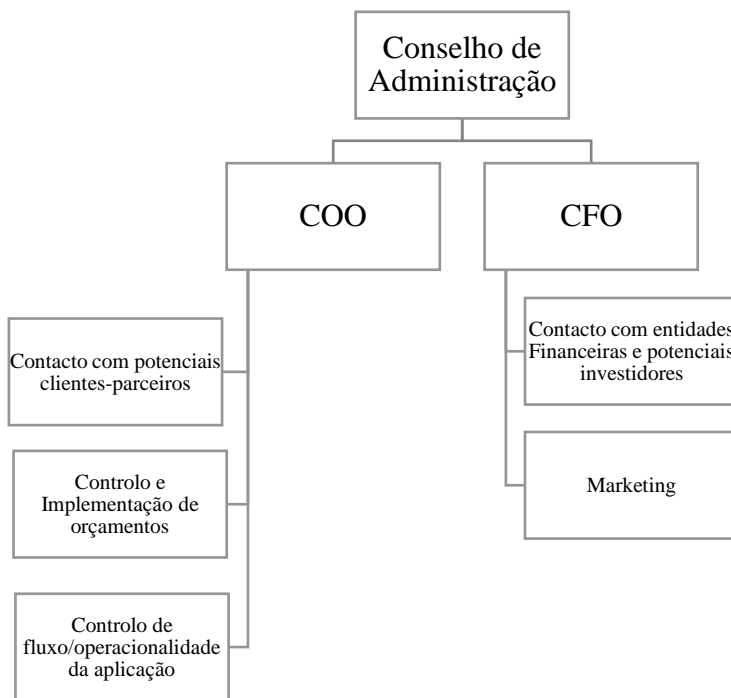 Conselho de
Administração
COO
CFO
Contacto com potenciais
clientes-parceiros
Controlo e
Implementação de
orçamentos
Controlo de
fluxo/operacionalidade
da aplicação
Contacto com entidades
Financeiras e potenciais
investidores
Marketing